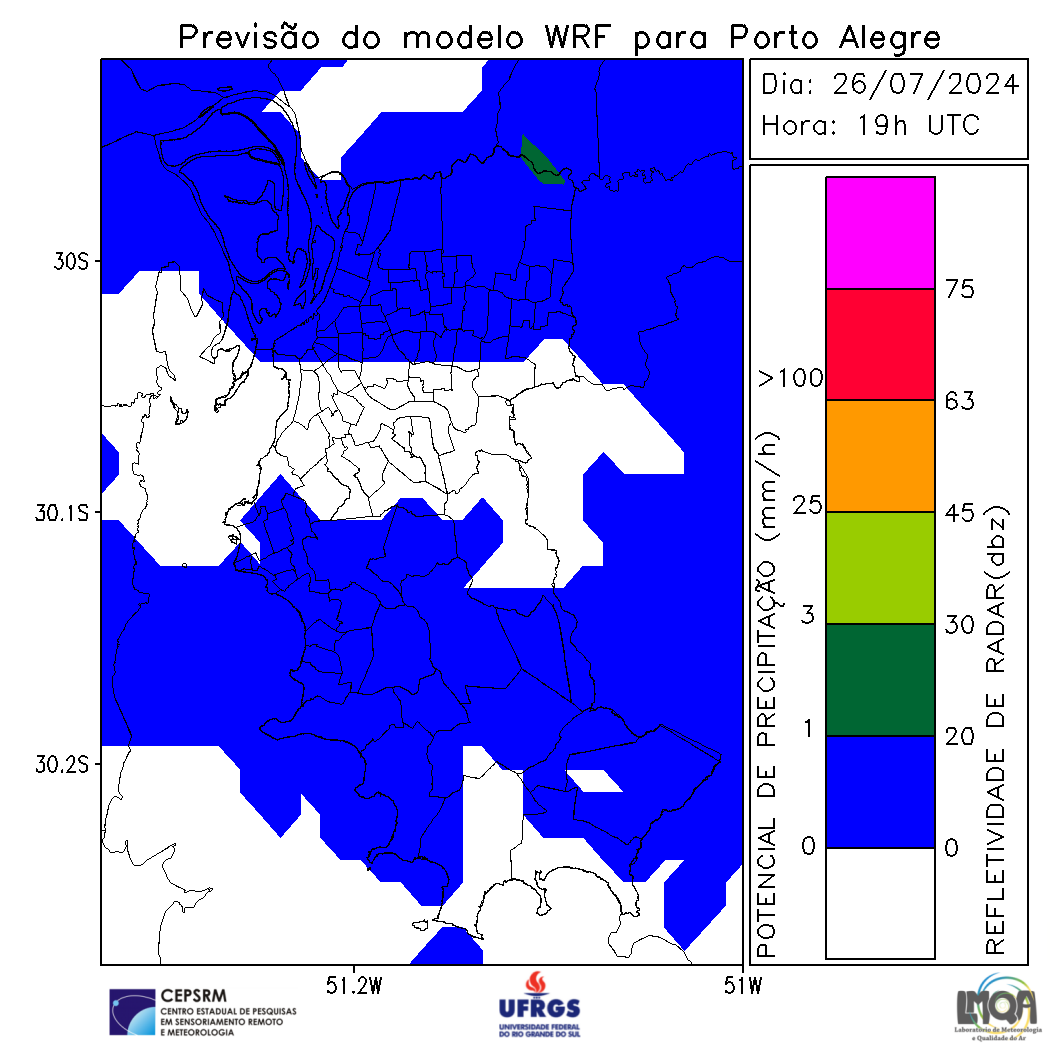 Previsão do modelo WRF para Porto Alegre
Dia: 26/07/2024
Hora: 19h UTC
30S
30.1S
30.2S
51.2W
51W
POTENCIAL DE PRECIPITAÇÃO (mm/h)
>100
25
3
1
0
75
63
45
30
20
0
REFLETIVIDADE DE RADAR(dbz)
CEPSRM
CENTRO ESTADUAL DE PESQUISAS
EM SENSORIAMENTO REMOTO
E METEOROLOGIA
UFRGS
UNIVERSIDADE FEDERAL
DO RIO GRANDE DO SUL
LMQA
Laboratório de Meteorologia
e Qualidade do Ar